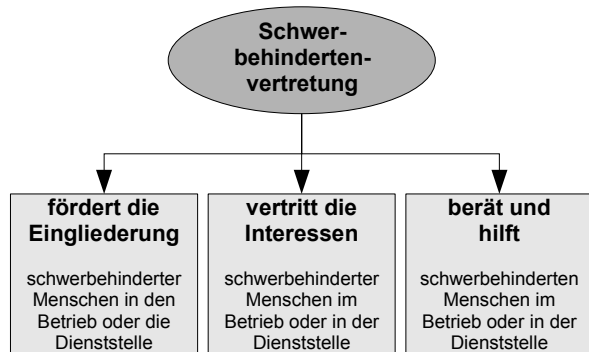 Schwer-
behinderten-
vertretung
fördert die
Eingliederung
schwerbehinderter
Menschen in den
Betrieb oder die
Dienststelle
vertritt die
Interessen
schwerbehinderter
Menschen im
Betrieb oder in der
Dienststelle
berät und
hilft
schwerbehinderten
Menschen im
Betrieb oder in der
Dienststelle